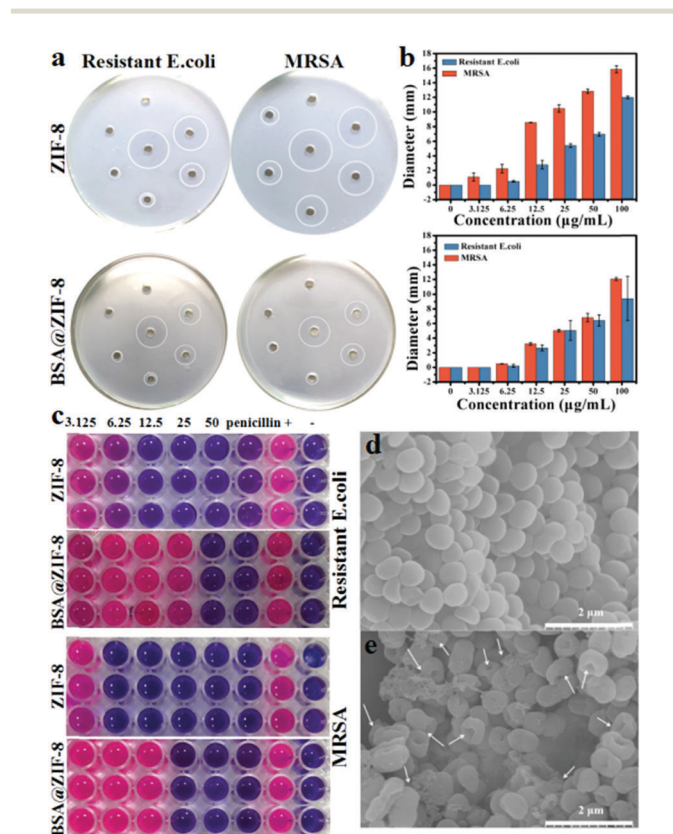 a
Resistant E.coli
MRSA
ZIF-8
BSA@ZIF-8
b
Diameter (mm)
18
16
14
12
10
8
6
4
2
0
-2
Resistant E.coli
MRSA
0 3.125 6.25 12.5 25 50 100
Concentration (µg/mL)
Diameter (mm)
18
16
14
12
10
8
6
4
2
0
-2
Resistant E.coli
MRSA
0 3.125 6.25 12.5 25 50 100
Concentration (µg/mL)
c
3.125 6.25 12.5 25 50 penicillin + -
ZIF-8
BSA@ZIF-8
Resistant E.coli
ZIF-8
BSA@ZIF-8
MRSA
d
2 µm
e
2 µm